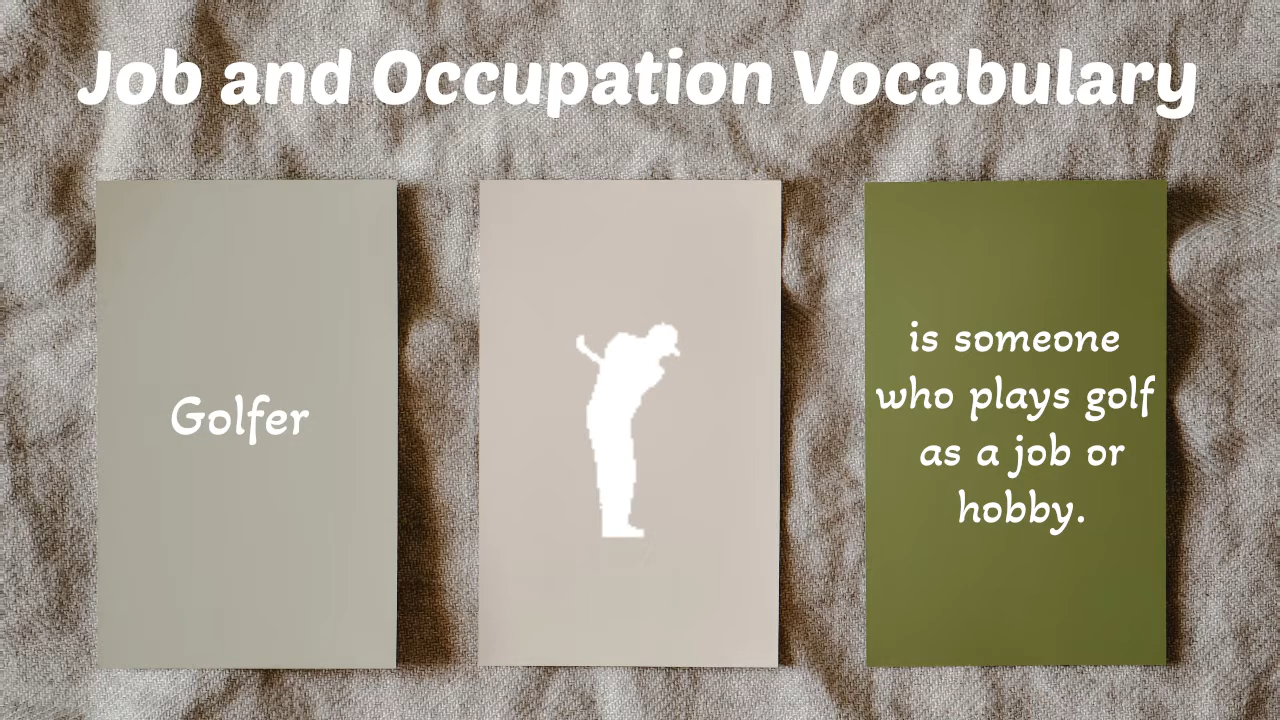 Job and Occupation Vocabulary
Golfer
is someone
who plays golf
as a job or
hobby.